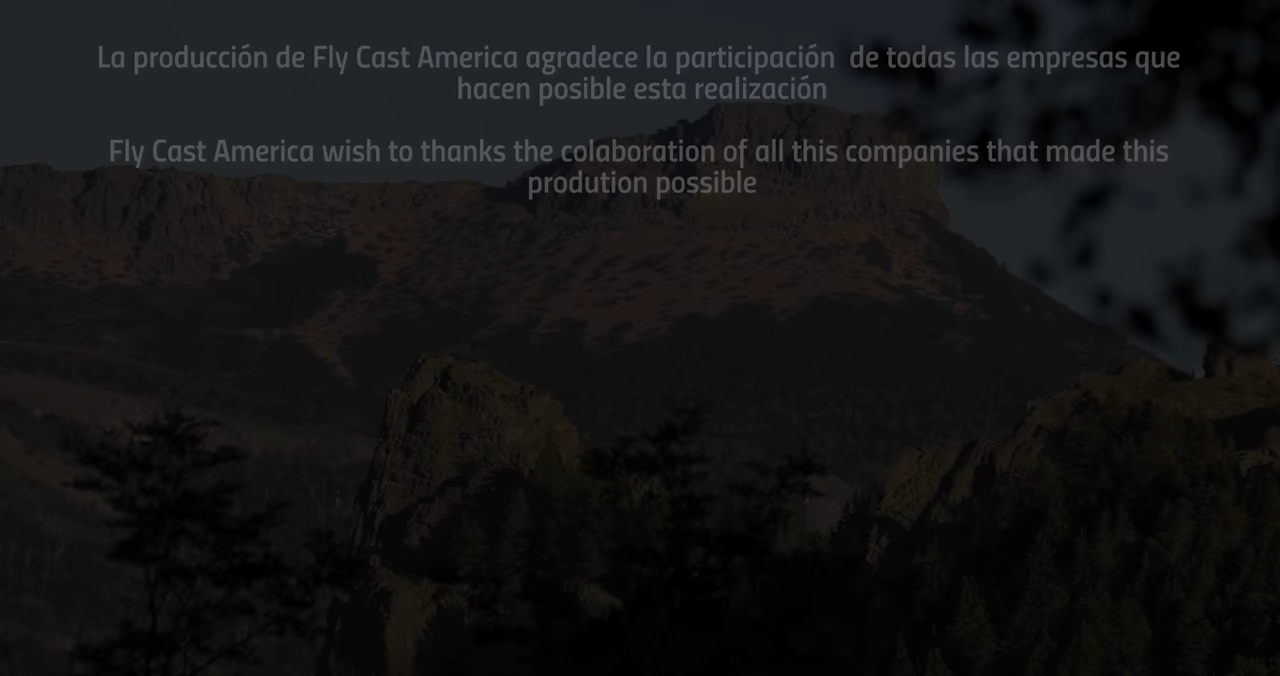 La producción de Fly Cast America agradece la participación  de todas las empresas que
hacen posible esta realización
Fly Cast America wish to thanks the colaboration of all this companies that made this
prodution possible